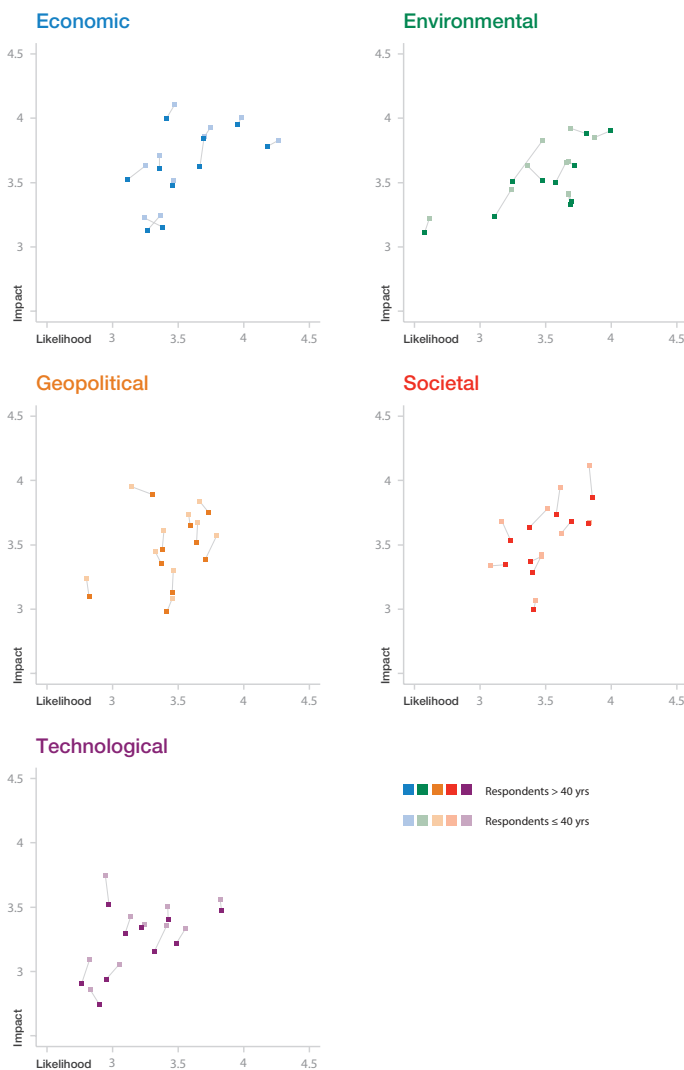 Economic
4.5
4
3.5
3
Impact
Likelihood 3 3.5 4 4.5
Environmental
4.5
4
3.5
3
Impact
Likelihood 3 3.5 4 4.5
Geopolitical
4.5
4
3.5
3
Impact
Likelihood 3 3.5 4 4.5
Societal
4.5
4
3.5
3
Impact
Likelihood 3 3.5 4 4.5
Technological
4.5
4
3.5
3
Impact
Likelihood 3 3.5 4 4.5
Respondents > 40 yrs
Respondents ≤ 40 yrs